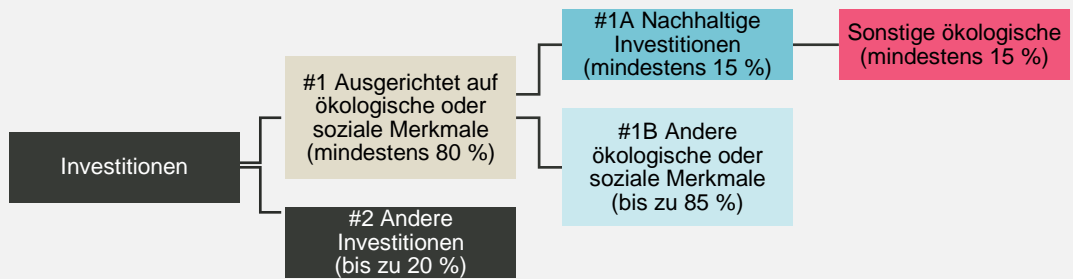 Investitionen
#1 Ausgerichtet auf
ökologische oder
soziale Merkmale
(mindestens 80 %)
#2 Andere
Investitionen
(bis zu 20 %)
#1A Nachhaltige
Investitionen
(mindestens 15 %)
#1B Andere
ökologische oder
soziale Merkmale
(bis zu 85 %)
Sonstige ökologische
(mindestens 15 %)